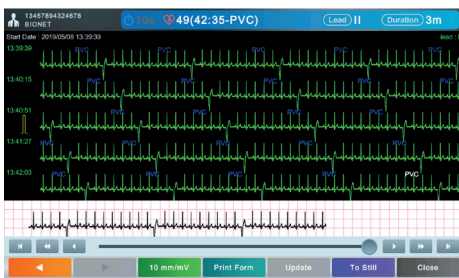 13457894324678
BIONET
10s 49(42:35-PVC) Lead II Duration 3m
Start Date : 2019/05/08 13:39:39 lead :
13:39:39 PVC PVC PVC
13:40:15 PVC PVC PVC PVC
13:40:51 PVC PVC PVC PVC
13:41:27 PVC PVC PVC PVC
13:42:03 PVC PVC PVC PVC
10 mm/mV Print Form Update To Still Close